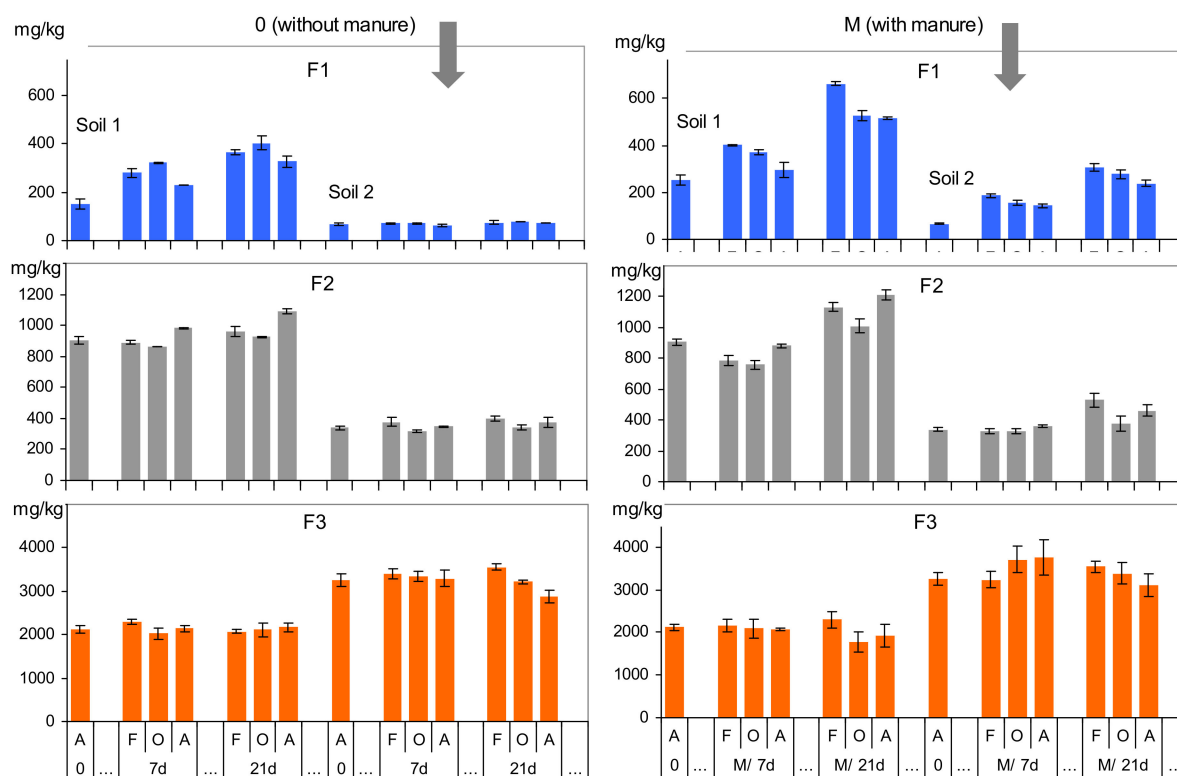 0 (without manure)
mg/kg
F1
600
400
200
0
Soil 1
Soil 2
mg/kg
F2
1200
1000
800
600
400
200
0
mg/kg
F3
4000
3000
2000
1000
0
A F O A F O A A F O A F O A
0 ... 7d ... 21d 0 ... 7d ... 21d ...
M (with manure)
mg/kg
F1
600
400
200
0
Soil 1
Soil 2
mg/kg
F2
1200
1000
800
600
400
200
0
mg/kg
F3
4000
3000
2000
1000
0
A F O A F O A A F O A F O A
0 ... M/ 7d ... M/ 21d 0 ... M/ 7d ... M/ 21d ...